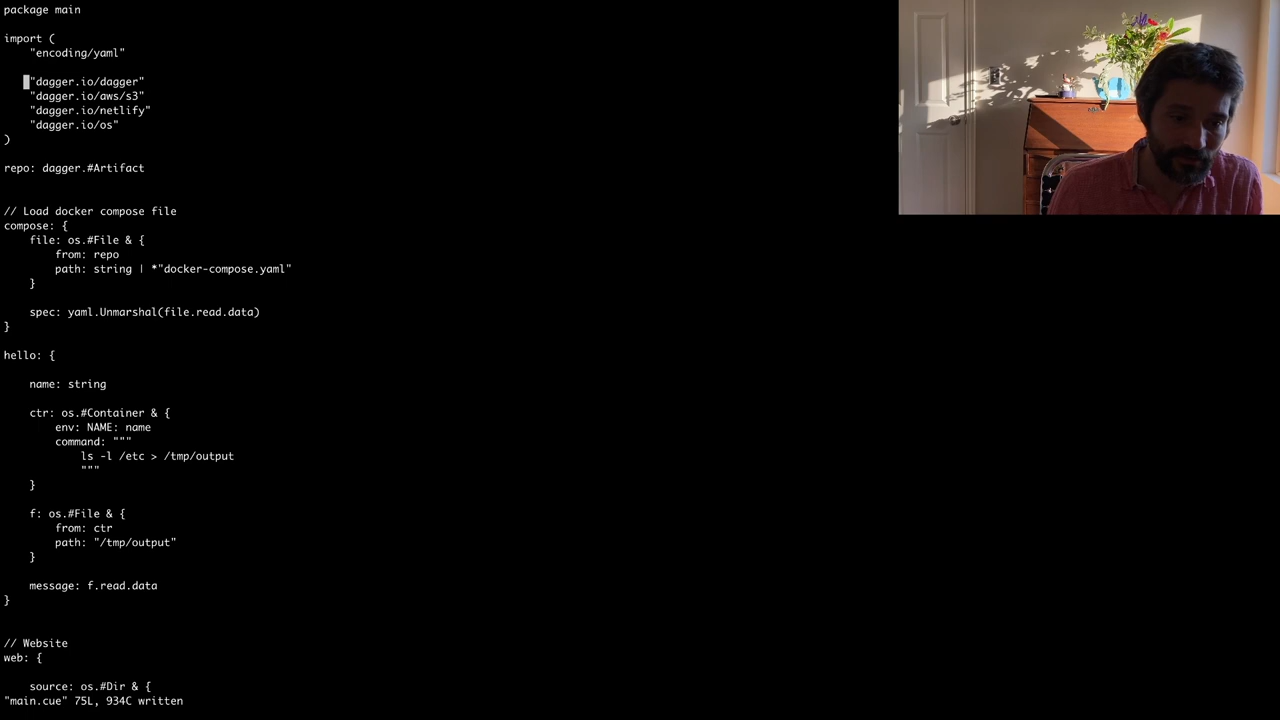 package main
import (
"encoding/yaml"
"dagger.io/dagger"
"dagger.io/aws/s3"
"dagger.io/netlify"
"dagger.io/os"
)
repo: dagger.#Artifact
// Load docker compose file
compose: {
file: os.#File & {
from: repo
path: string | *"docker-compose.yaml"
}
spec: yaml.Unmarshal(file.read.data)
}
hello: {
name: string
ctr: os.#Container & {
env: NAME: name
command: """
ls -l /etc > /tmp/output
"""
}
f: os.#File & {
from: ctr
path: "/tmp/output"
}
message: f.read.data
}
// Website
web: {
source: os.#Dir & {
"main.cue" 75L, 934C written